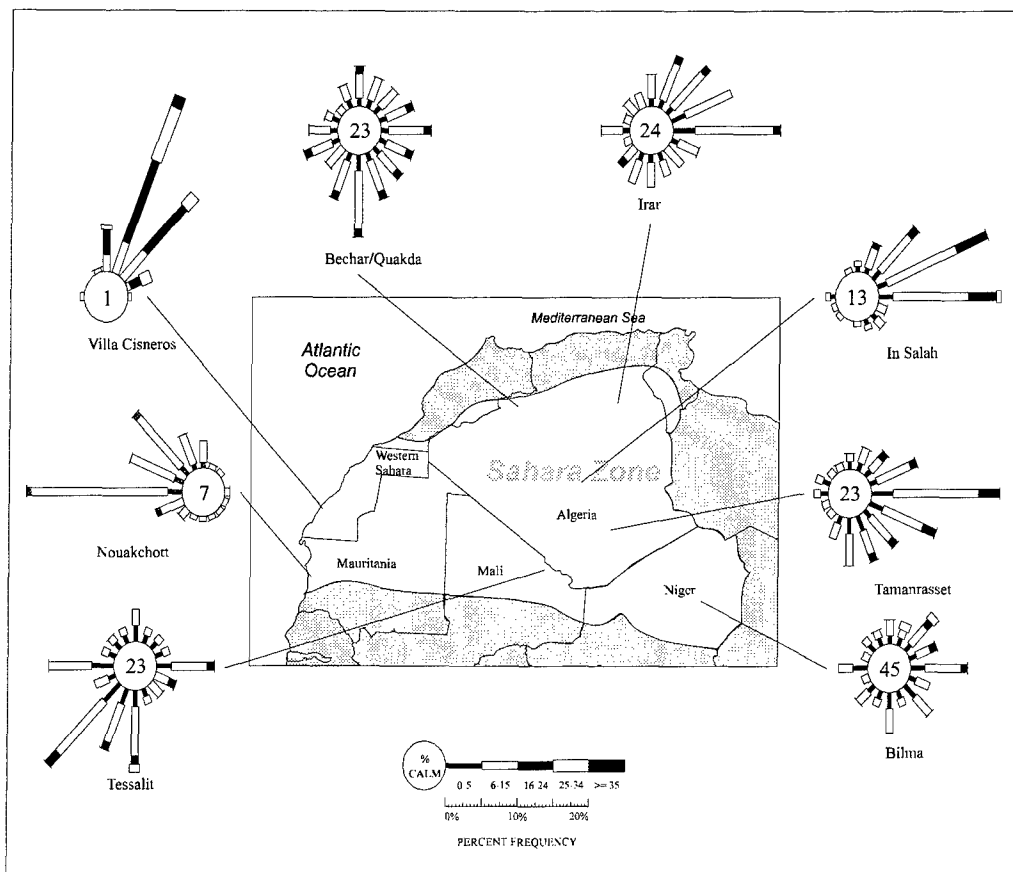 23
Bechar/Quakda
24
Irar
1
Villa Cisneros
13
In Salah
Mediterranean Sea
Atlantic
Ocean
7
Nouakchott
Western
Sahara
Sahara Zone
Algeria
23
Tamanrasset
Mauritania
Mali
Niger
23
Tessalit
45
Bilma
%
CALM
0-5 6-15 16-24 25-34 >=35
0% 10% 20%
PERCENT FREQUENCY